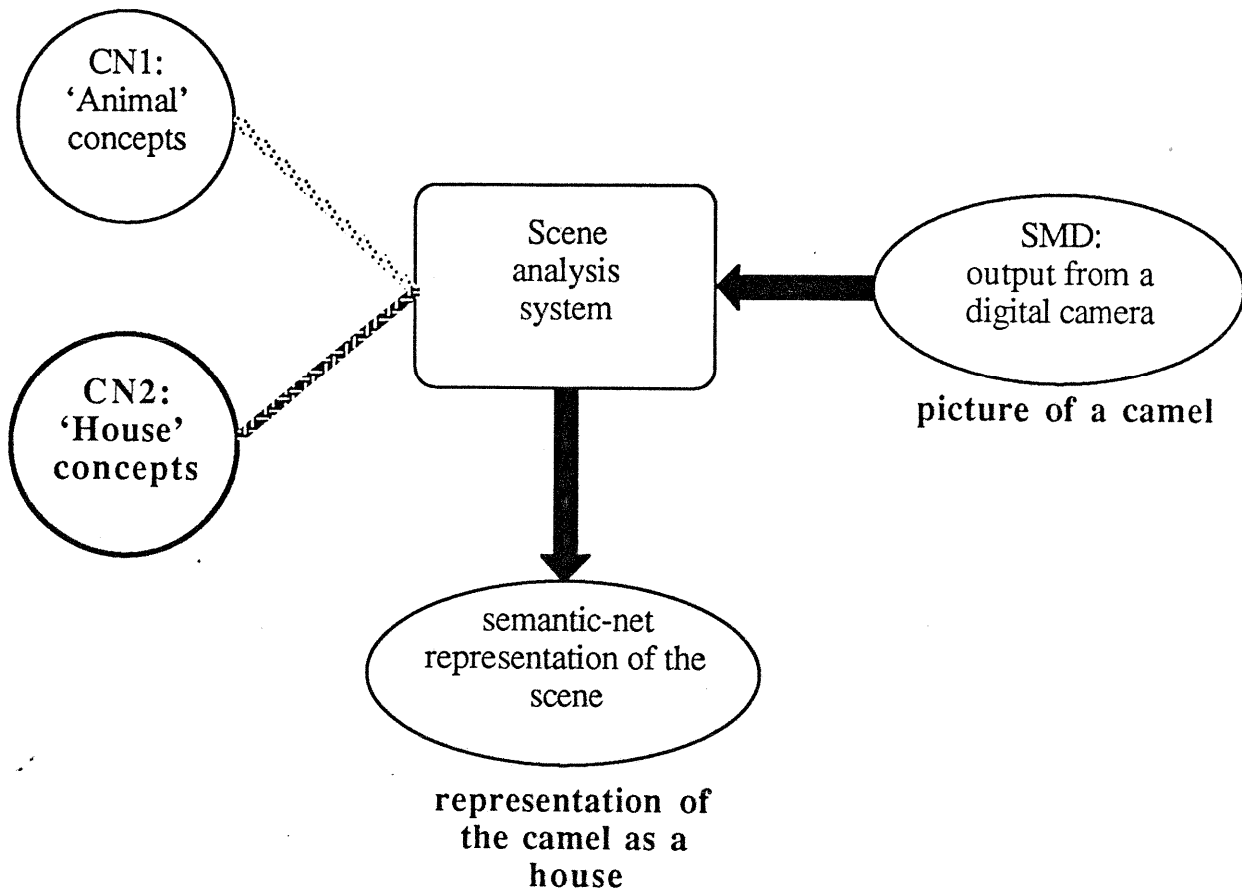 CN1:
‘Animal’
concepts
CN2:
‘House’
concepts
Scene
analysis
system
SMD:
output from a
digital camera
picture of a camel
semantic-net
representation of the
scene
representation of
the camel as a
house